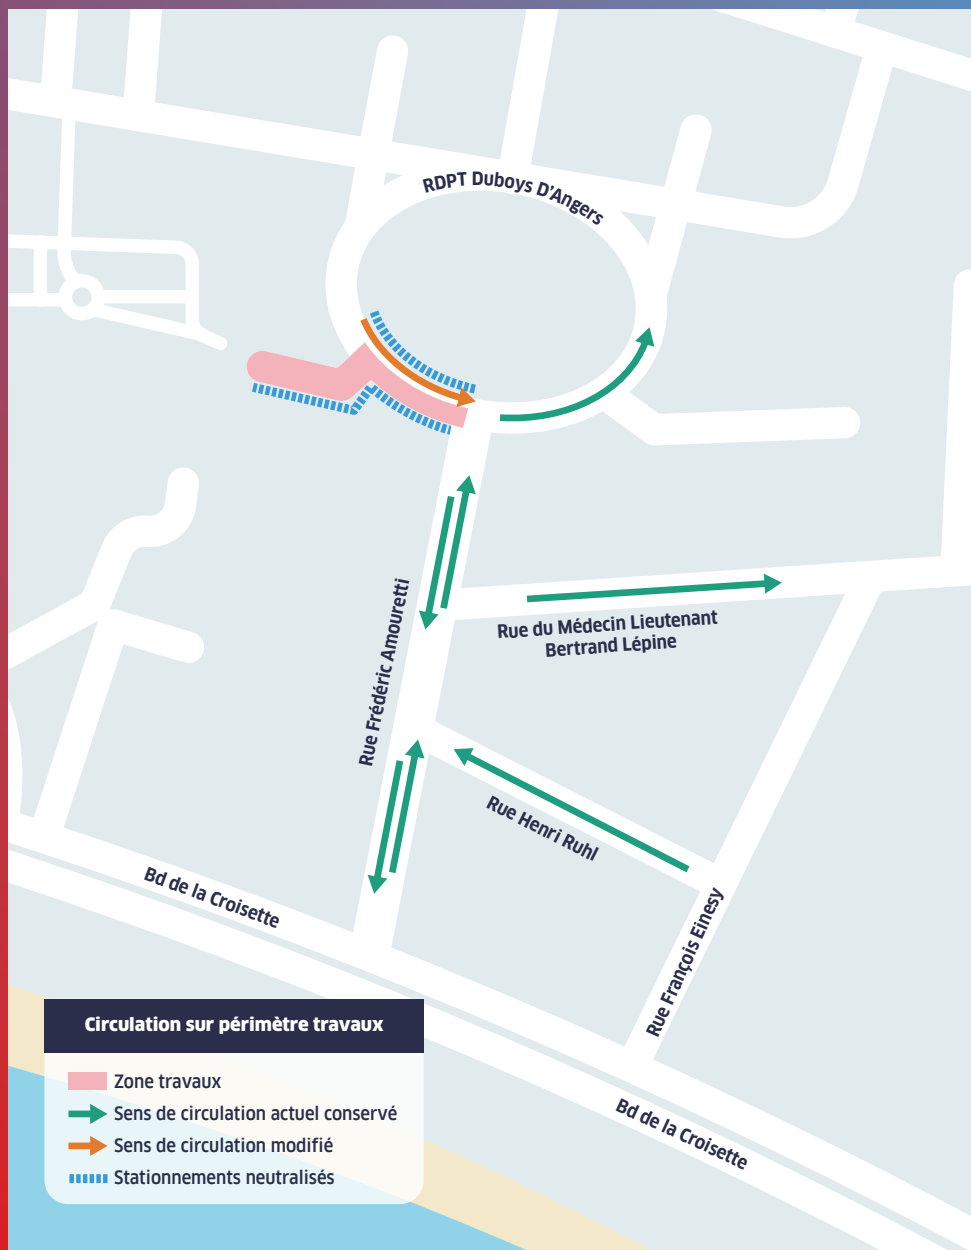 RDPT Duboys D'Angers
Rue du Médecin Lieutenant
Bertrand Lépine
Rue Frédéric Amouretti
Rue Henri Ruhl
Bd de la Croisette
Rue François Einesy
Bd de la Croisette
Circulation sur périmètre travaux
Zone travaux
Sens de circulation actuel conservé
Sens de circulation modifié
Stationnements neutralisés